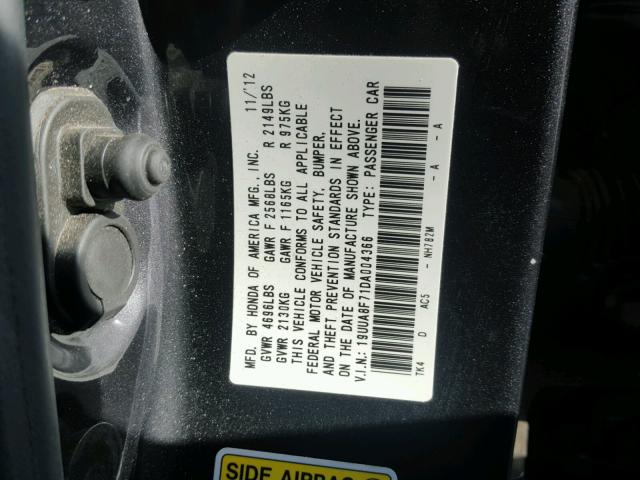 MFD. BY HONDA OF AMERICA MFG., INC. 11/'12
GVWR 4696LBS GAWR F 2568LBS R 2149LBS
GVWR 2130KG GAWR F 1165KG R 975KG
THIS VEHICLE CONFORMS TO ALL APPLICABLE
FEDERAL MOTOR VEHICLE SAFETY, BUMPER,
AND THEFT PREVENTION STANDARDS IN EFFECT
ON THE DATE OF MANUFACTURE SHOWN ABOVE.
V.I.N.: 19UUA8F71DA004366 TYPE: PASSENGER CAR
TK4 D AC5 - NH782M - A - A
SIDE AIRBAG